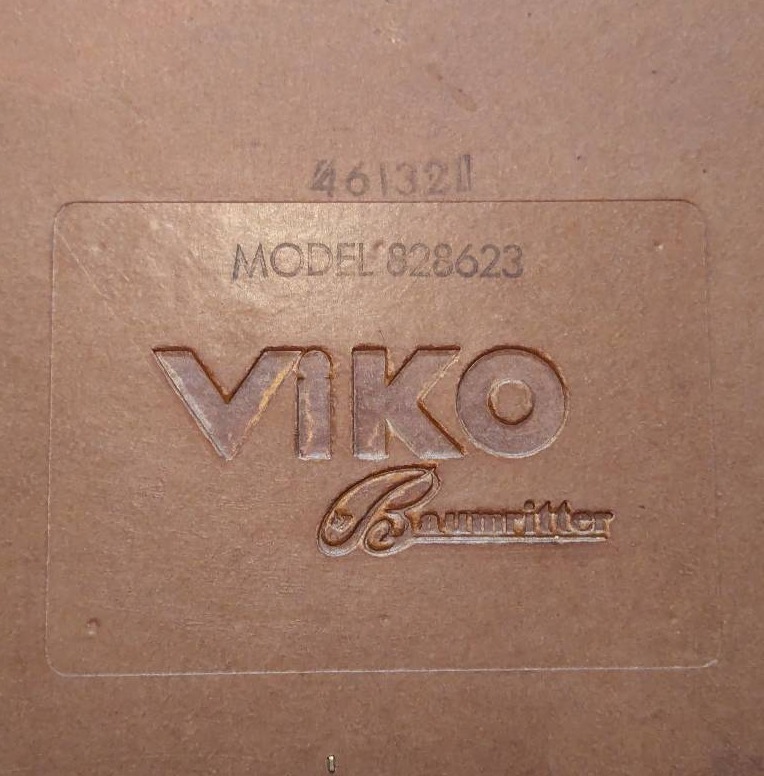 461321
MODEL 828623
VIKO
Baumritter